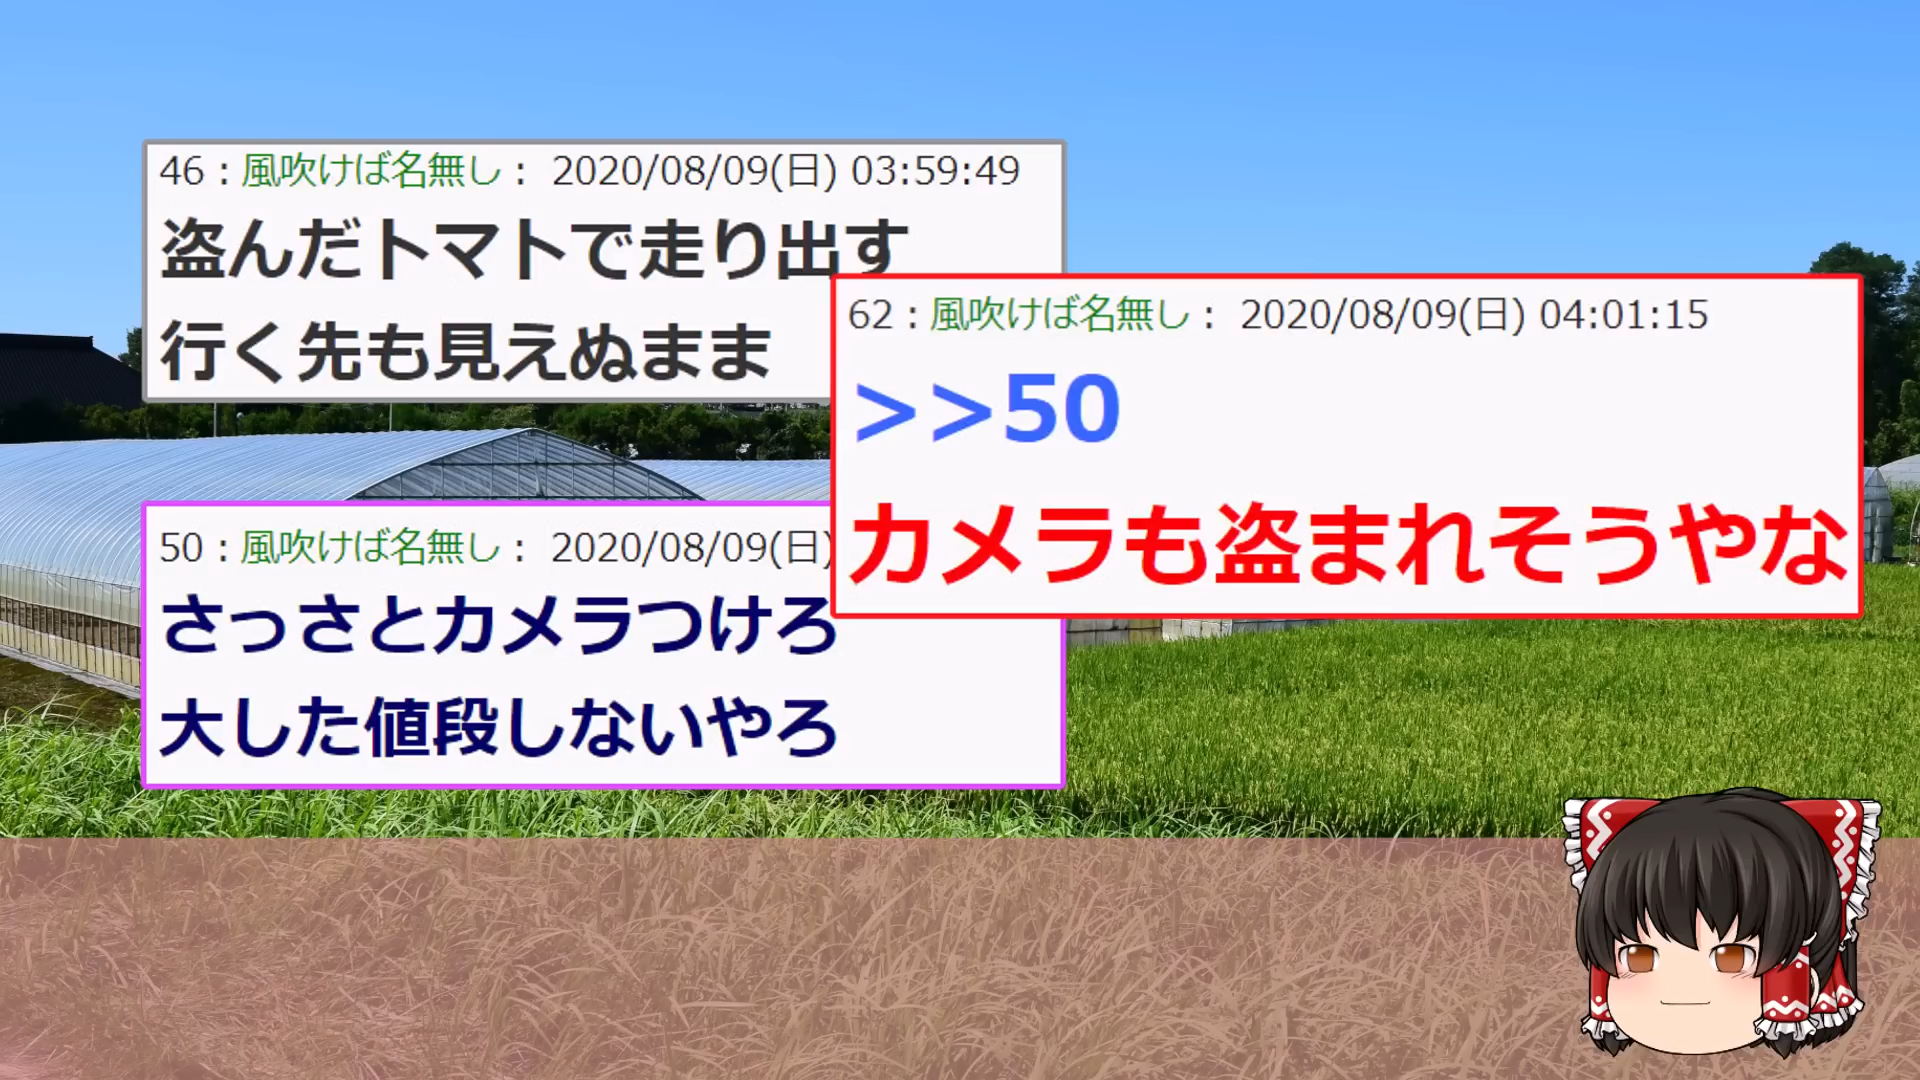 46：風吹けば名無し： 2020/08/09(日) 03:59:49
盗んだトマトで走り出す
行く先も見えぬまま
50：風吹けば名無し： 2020/08/09(日)
さっさとカメラつけろ
大した値段しないやろ
62：風吹けば名無し： 2020/08/09(日) 04:01:15
>>50
カメラも盗まれそうやな